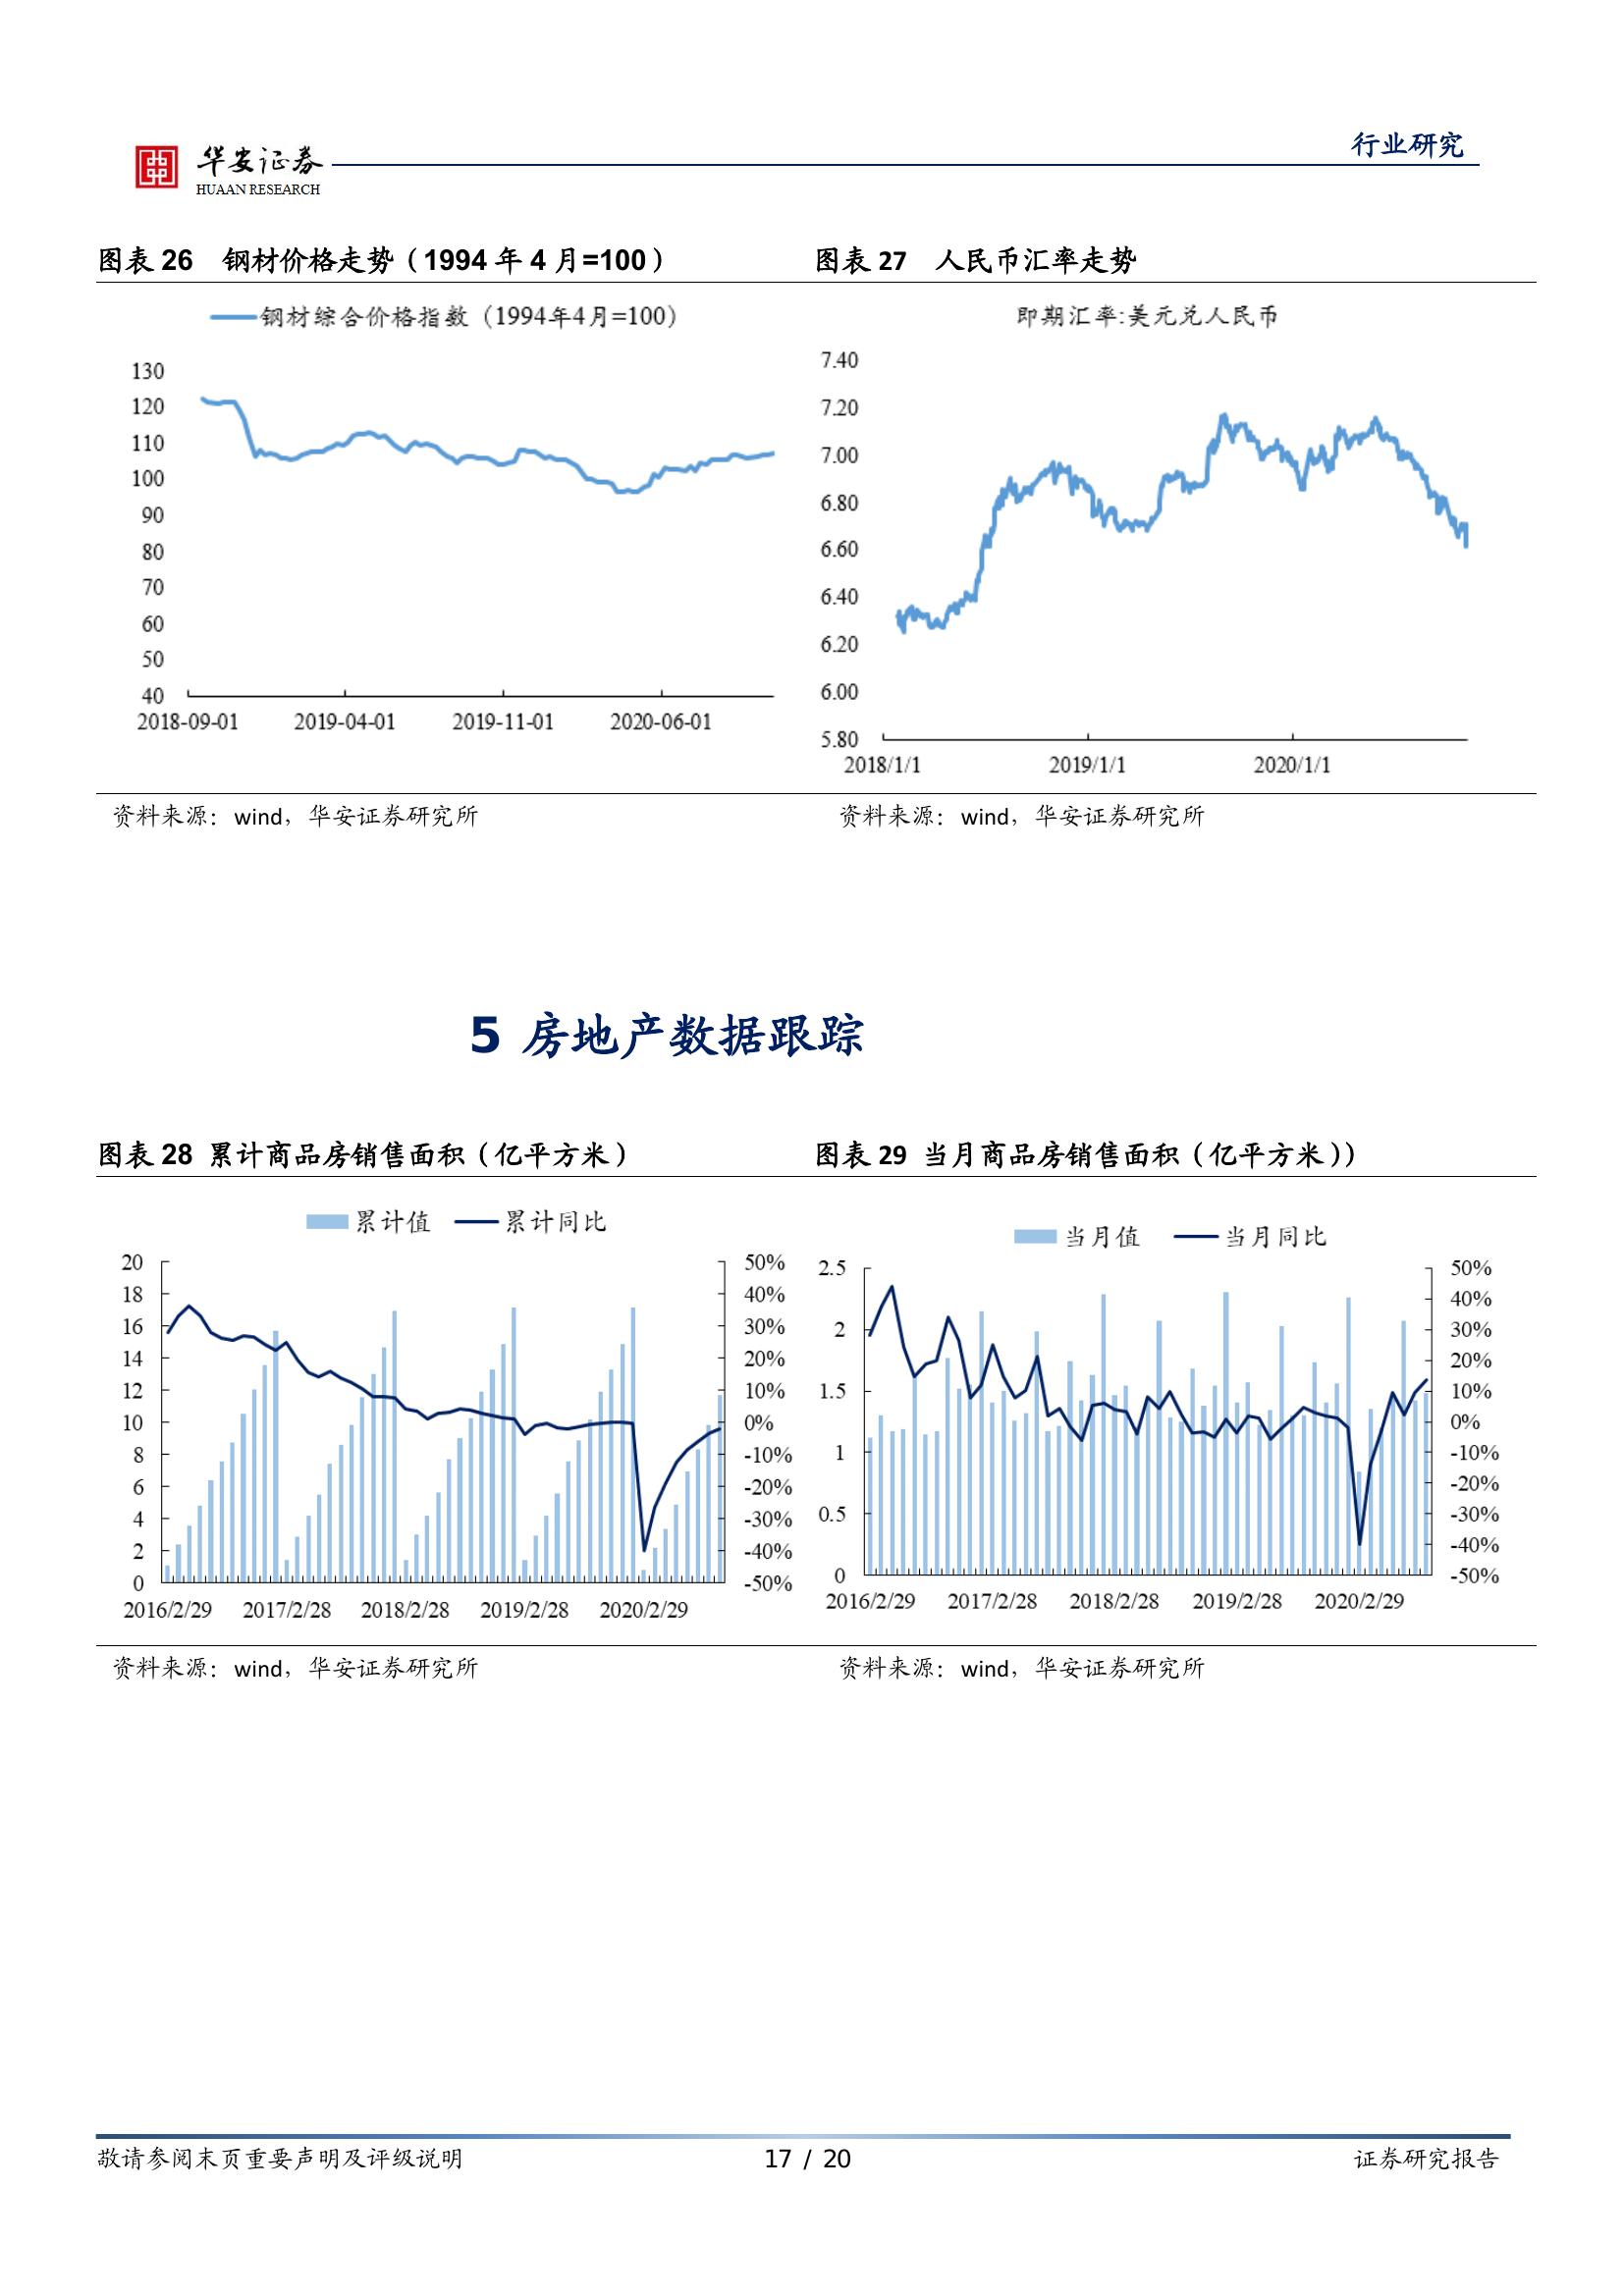 华安证券
HUAAN RESEARCH
行业研究
图表 26 钢材价格走势（1994 年 4 月=100）
钢材综合价格指数（1994年4月=100）
130
120
110
100
90
80
70
60
50
40
2018-09-01 2019-04-01 2019-11-01 2020-06-01
资料来源：wind，华安证券研究所
图表 27 人民币汇率走势
即期汇率:美元兑人民币
7.40
7.20
7.00
6.80
6.60
6.40
6.20
6.00
5.80
2018/1/1 2019/1/1 2020/1/1
资料来源：wind，华安证券研究所
5 房地产数据跟踪
图表 28 累计商品房销售面积（亿平方米）
累计值 累计同比
20 50%
18 40%
16 30%
14 20%
12 10%
10 0%
8 -10%
6 -20%
4 -30%
2 -40%
0 -50%
2016/2/29 2017/2/28 2018/2/28 2019/2/28 2020/2/29
资料来源：wind，华安证券研究所
图表 29 当月商品房销售面积（亿平方米））
当月值 当月同比
2.5
2
1.5
1
0.5
0
50%
40%
30%
20%
10%
0%
-10%
-20%
-30%
-40%
-50%
2016/2/29 2017/2/28 2018/2/28 2019/2/28 2020/2/29
资料来源：wind，华安证券研究所
敬请参阅末页重要声明及评级说明 17 / 20 证券研究报告